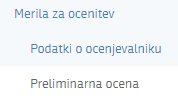 Merila za ocenitev
Podatki o ocenjevalniku
Preliminarna ocena